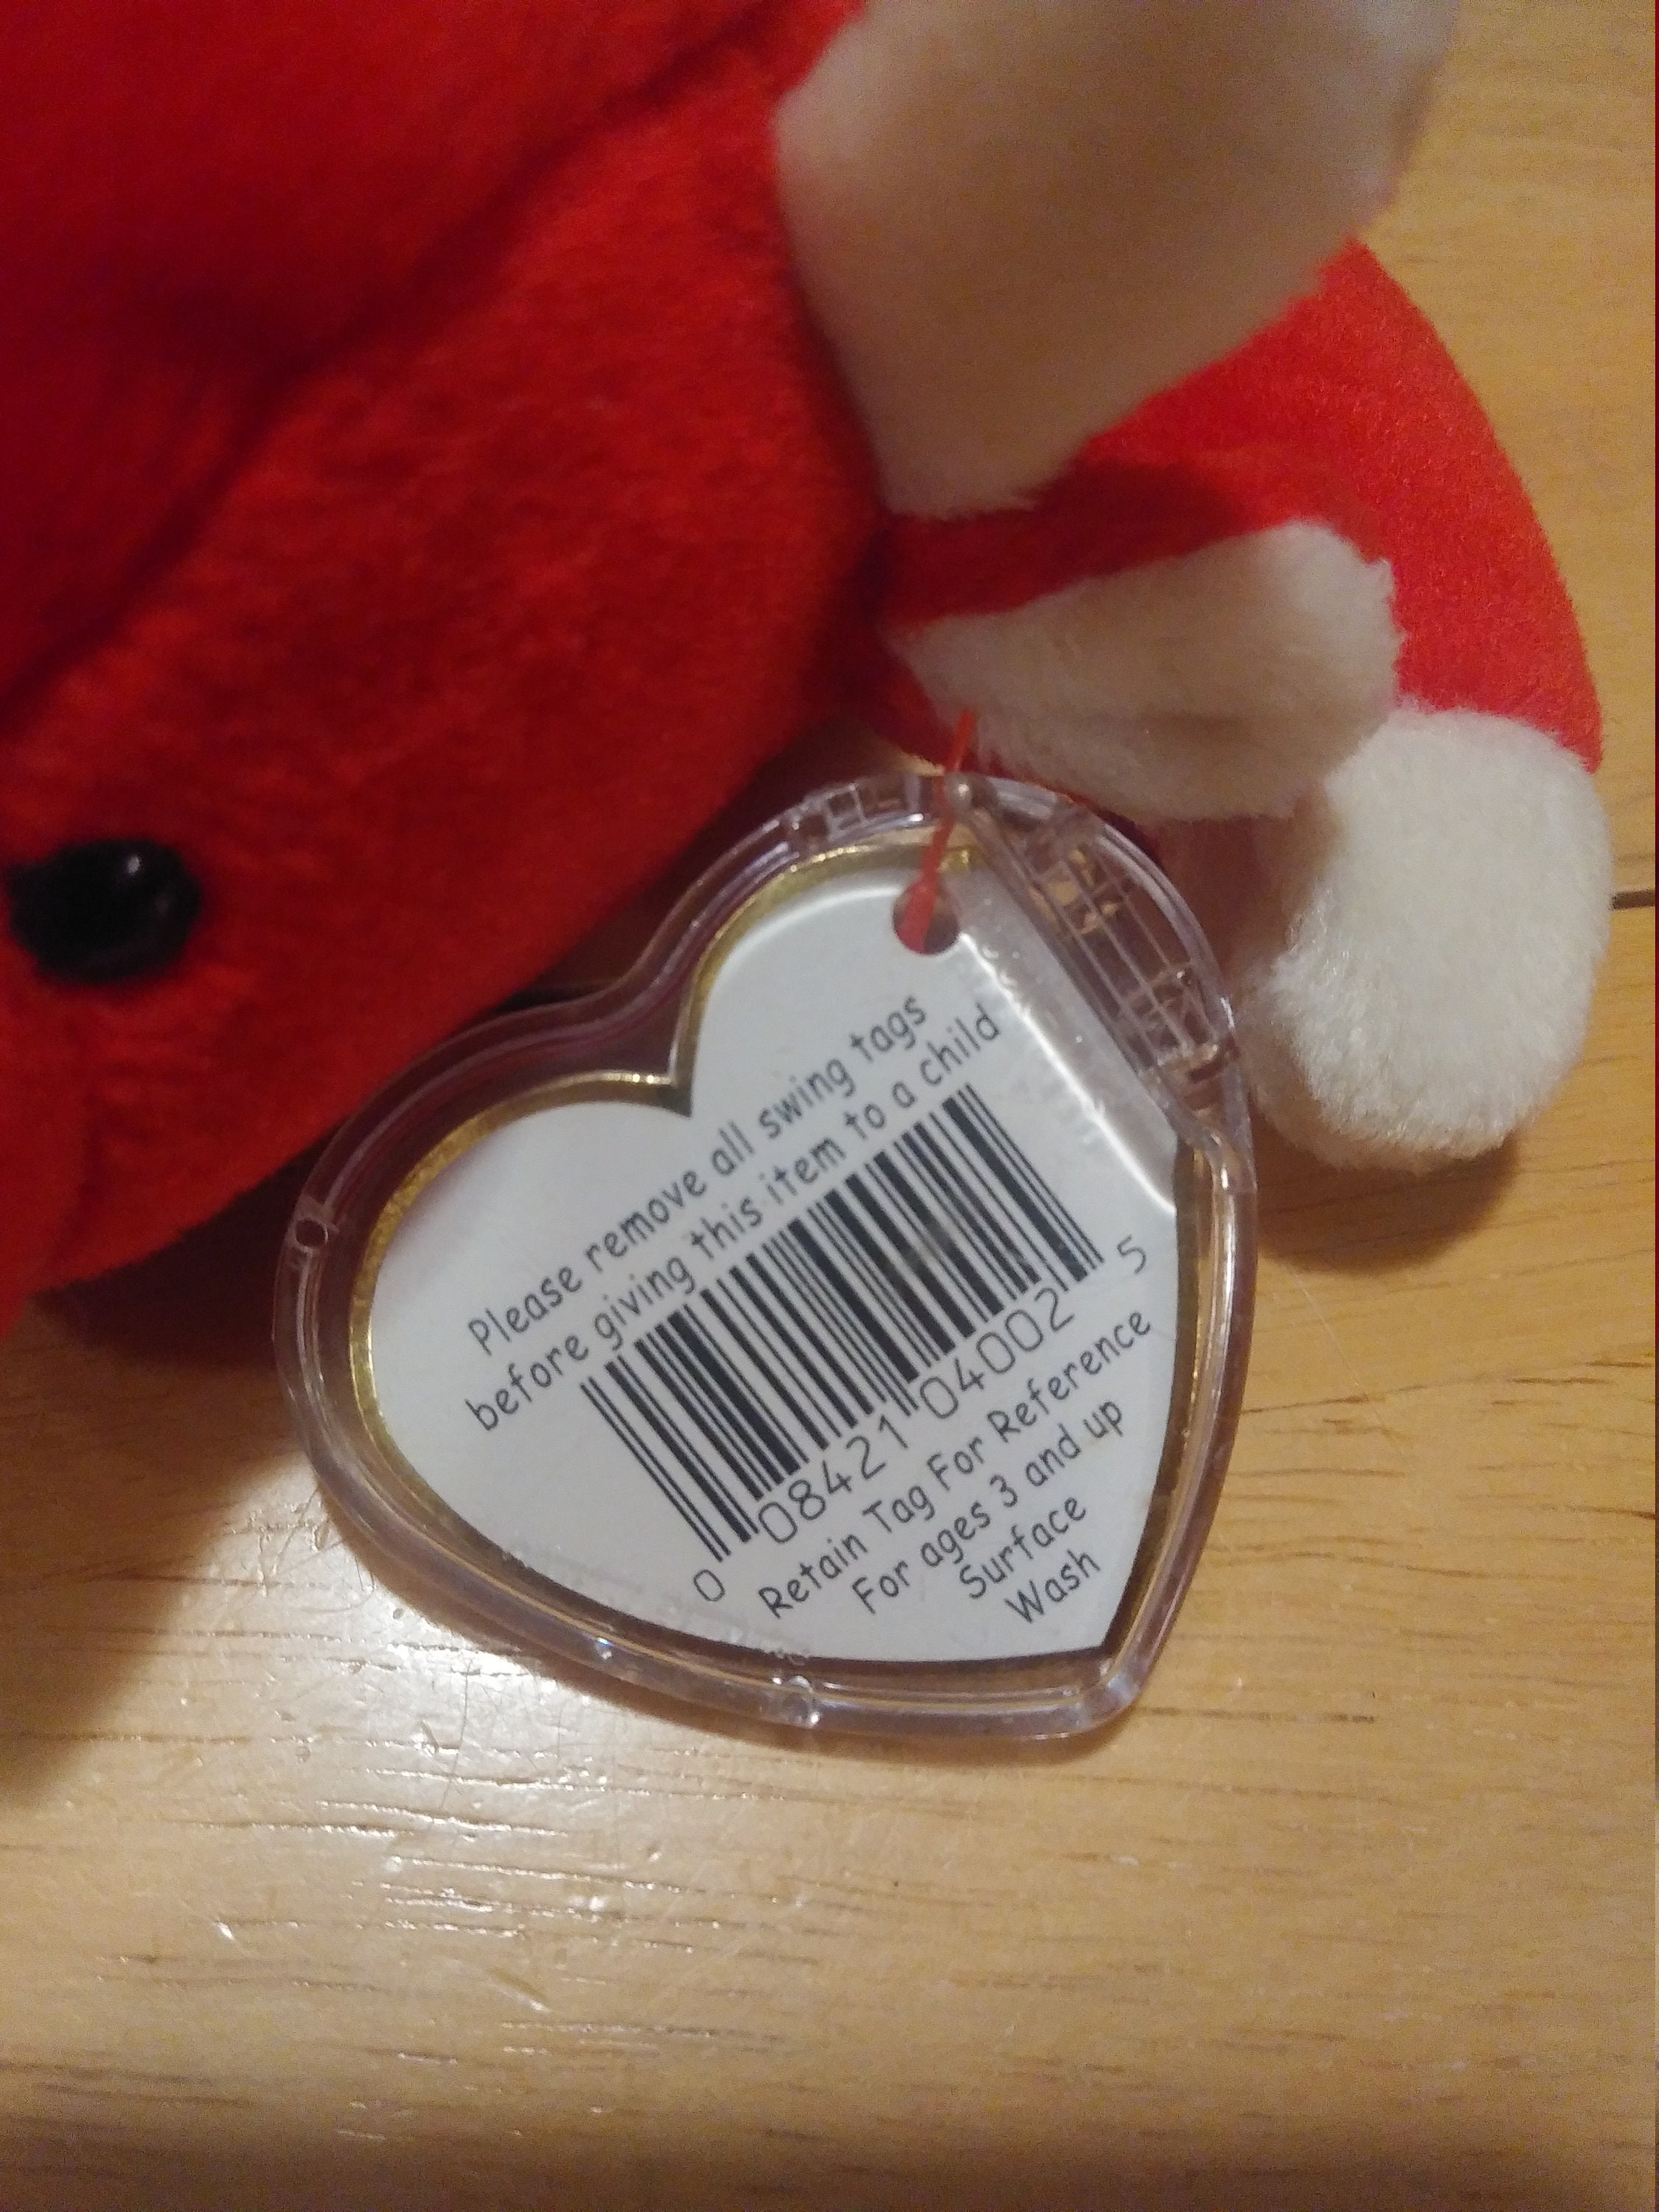 Please remove all swing tags
before giving this item to a child
0 08421 04002 5
Retain Tag For Reference
For ages 3 and up
Surface
Wash